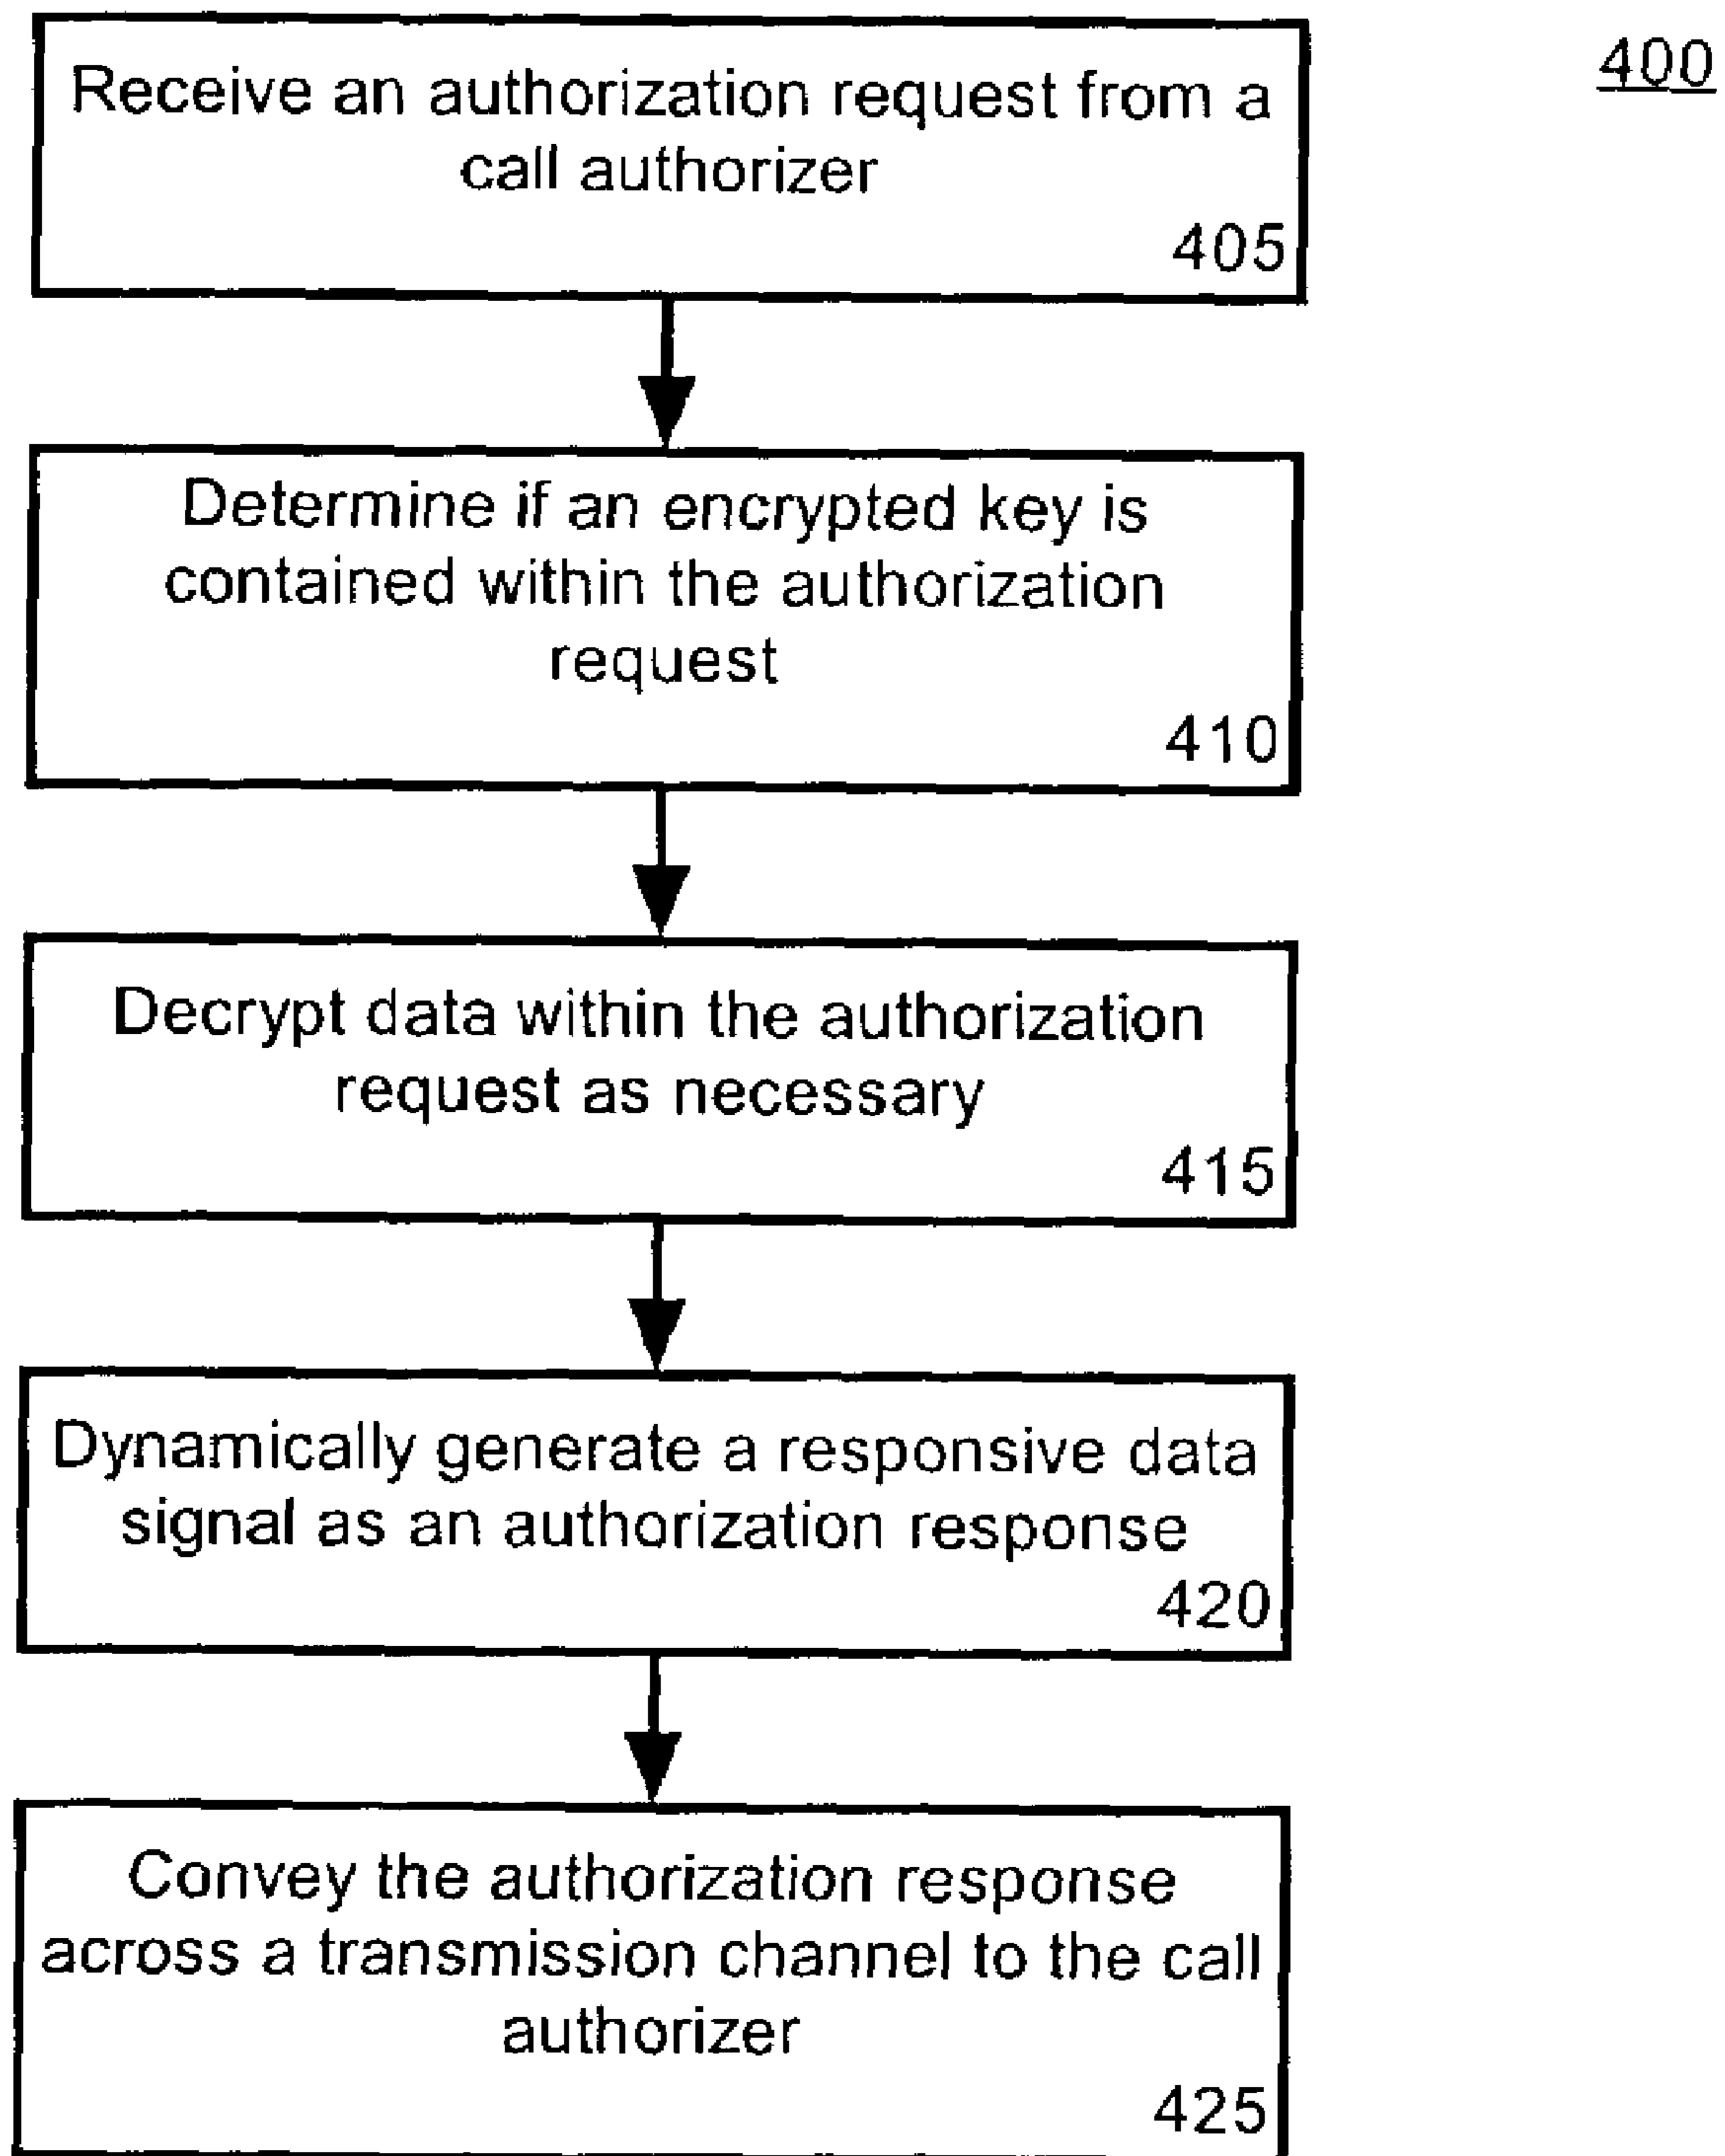 400
Receive an authorization request from a
call authorizer
405
Determine if an encrypted key is
contained within the authorization
request
410
Decrypt data within the authorization
request as necessary
415
Dynamically generate a responsive data
signal as an authorization response
420
Convey the authorization response
across a transmission channel to the call
authorizer
425